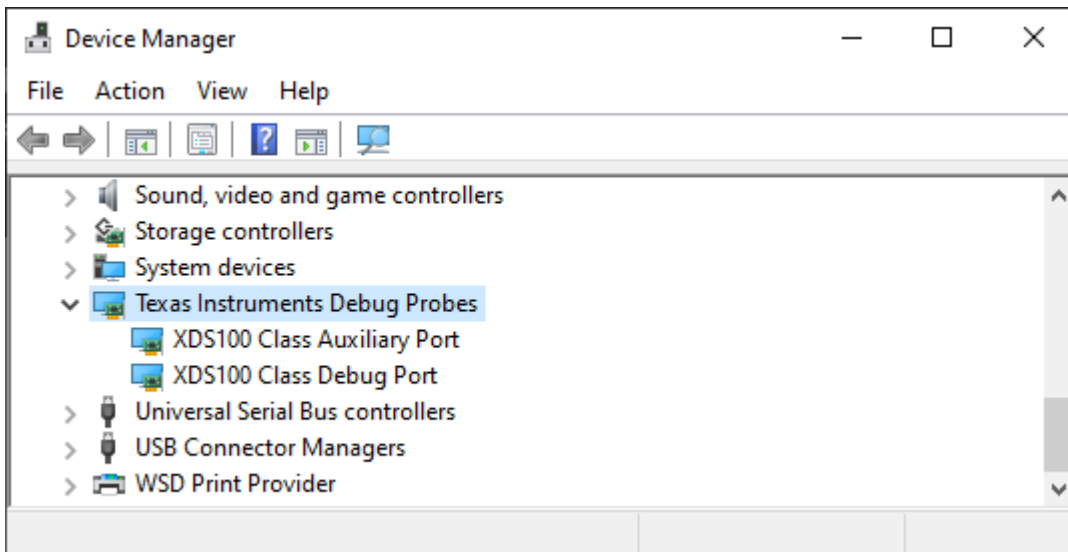 Device Manager
File Action View Help
?
Sound, video and game controllers
Storage controllers
System devices
Texas Instruments Debug Probes
XDS100 Class Auxiliary Port
XDS100 Class Debug Port
Universal Serial Bus controllers
USB Connector Managers
WSD Print Provider